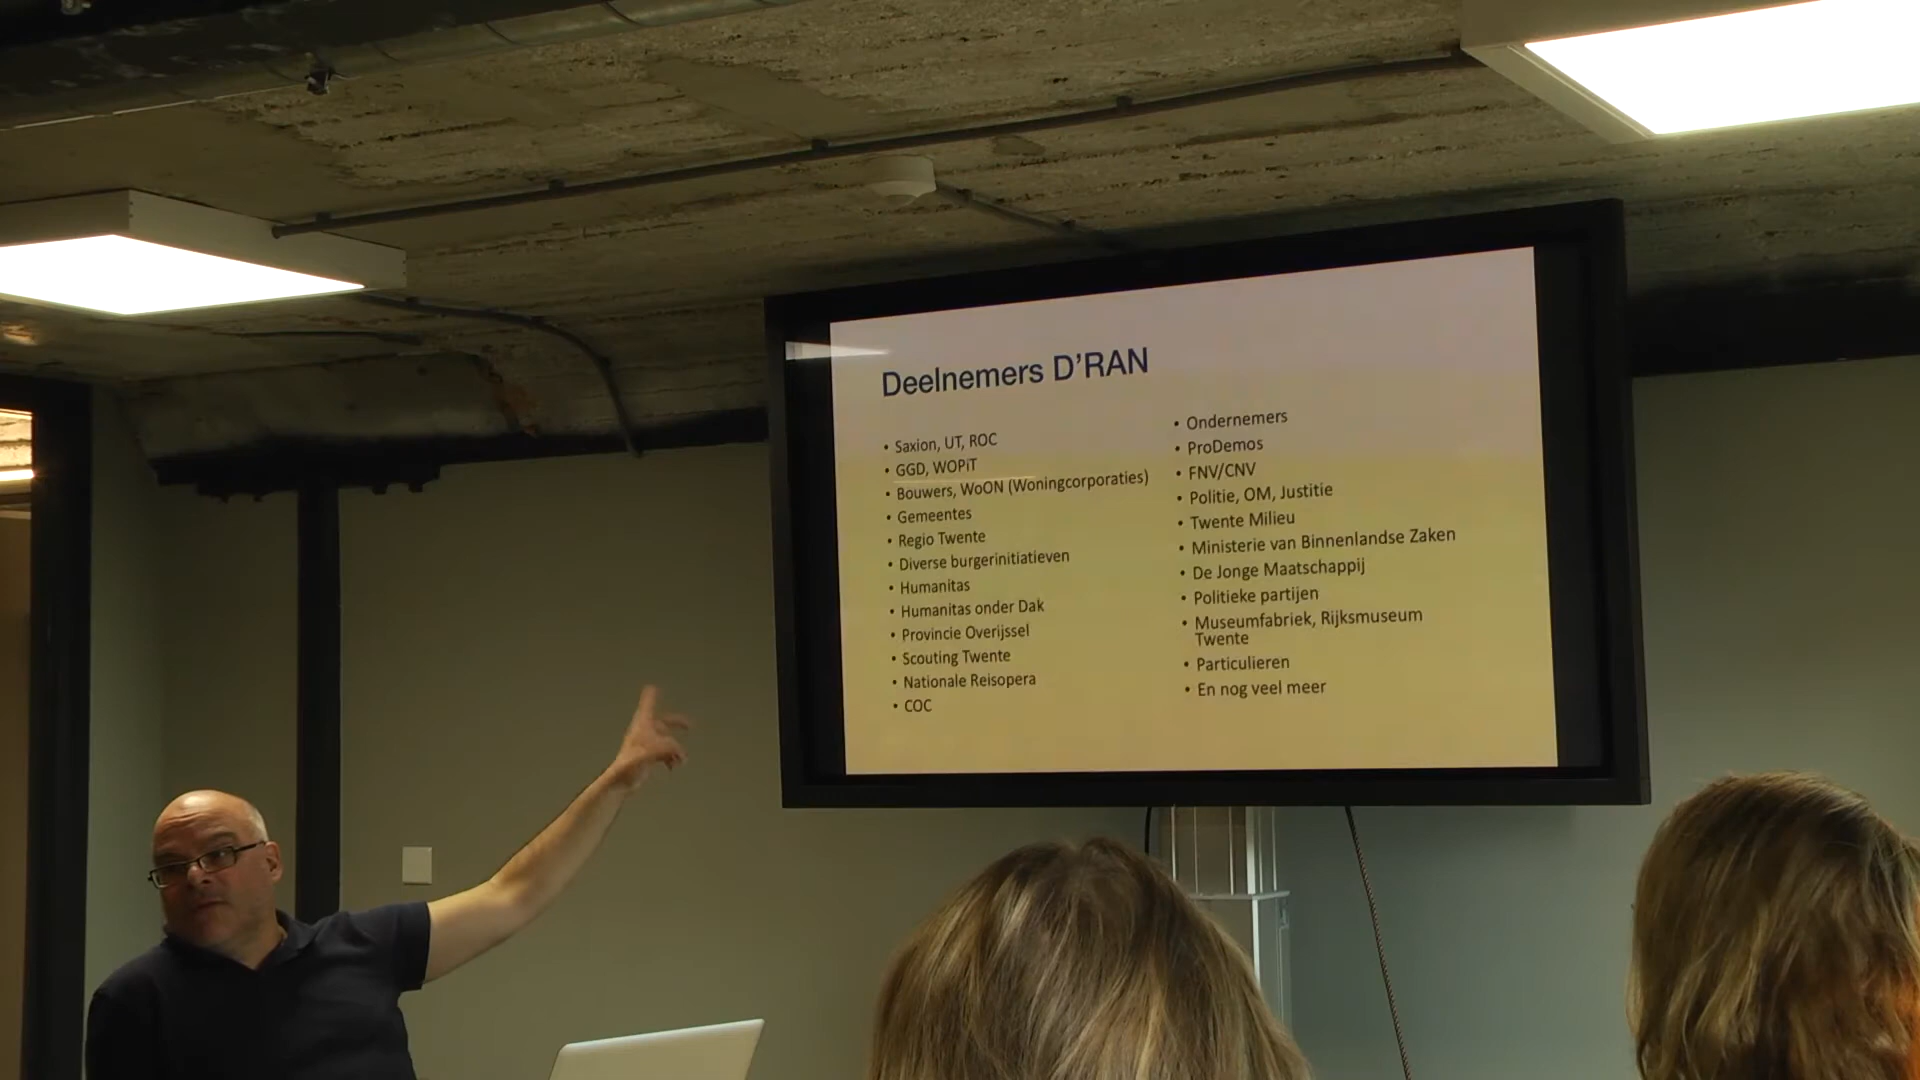 Deelnemers D'RAN
• Saxion, UT, ROC
• GGD, WOPiT
• Bouwers, WoON (Woningcorporaties)
• Gemeentes
• Regio Twente
• Diverse burgerinitiatieven
• Humanitas
• Humanitas onder Dak
• Provincie Overijssel
• Scouting Twente
• Nationale Reisopera
• COC
• Ondernemers
• ProDemos
• FNV/CNV
• Politie, OM, Justitie
• Twente Milieu
• Ministerie van Binnenlandse Zaken
• De Jonge Maatschappij
• Politieke partijen
• Museumfabriek, Rijksmuseum
Twente
• Particulieren
• En nog veel meer